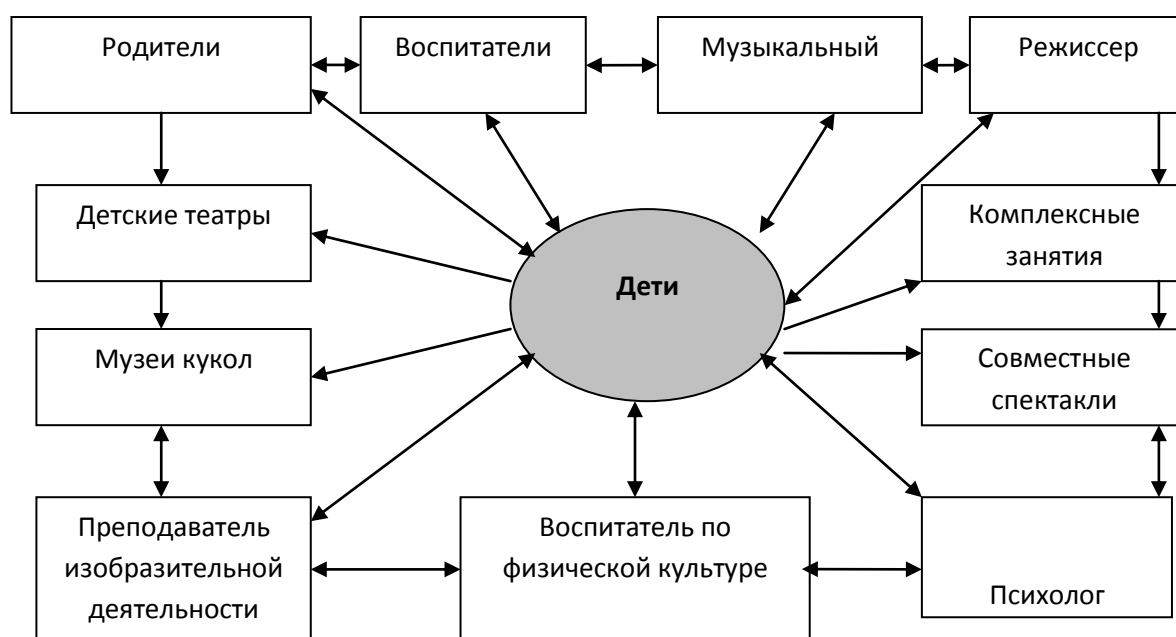 Родители
Воспитатели
Музыкальный
Режиссер
Детские театры
Комплексные
занятия
Дети
Музеи кукол
Совместные
спектакли
Преподаватель
изобразительной
деятельности
Воспитатель по
физической культуре
Психолог